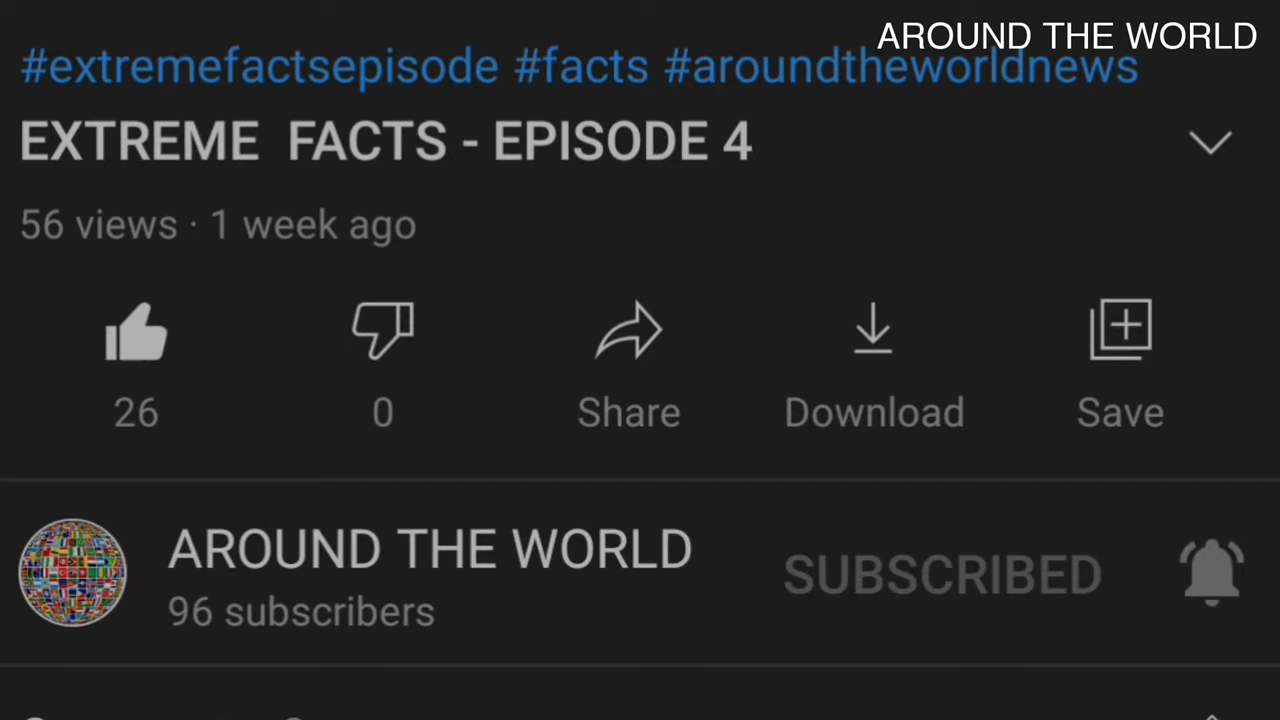 AROUND THE WORLD
#extremefactsepisode #facts #aroundtheworldnews
EXTREME FACTS - EPISODE 4
56 views · 1 week ago
26 0 Share Download Save
AROUND THE WORLD
96 subscribers
SUBSCRIBED